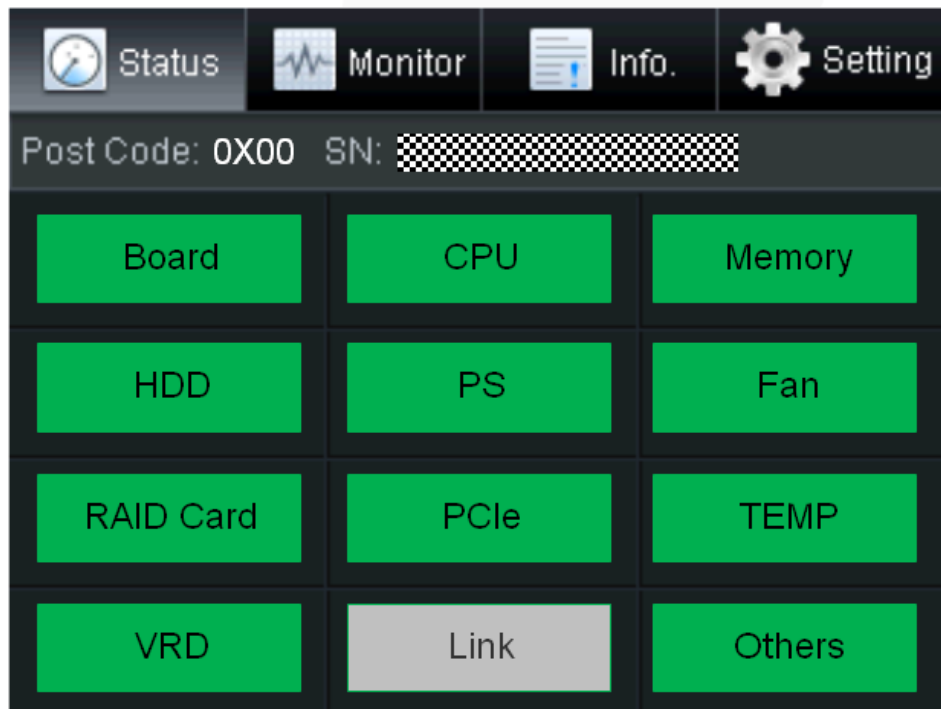 Status Monitor Info. Setting
Post Code: 0X00 SN:
Board CPU Memory
HDD PS Fan
RAID Card PCIe TEMP
VRD Link Others